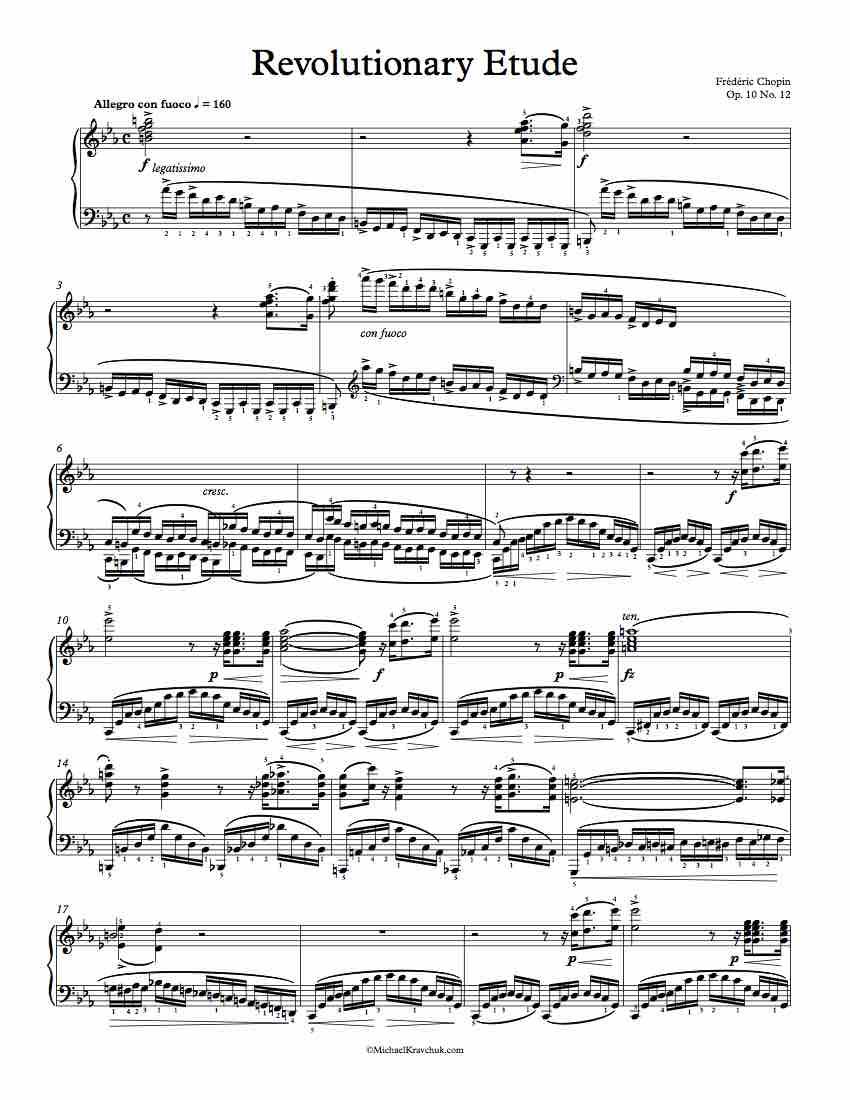 Revolutionary Etude
Frédéric Chopin
Op. 10 No. 12
Allegro con fuoco ♩ = 160
f legatissimo
f
3
con fuoco
6
cresc.
f
10
ten.
p
f
p
fz
14
17
p
p
©MichaelKravchuk.com